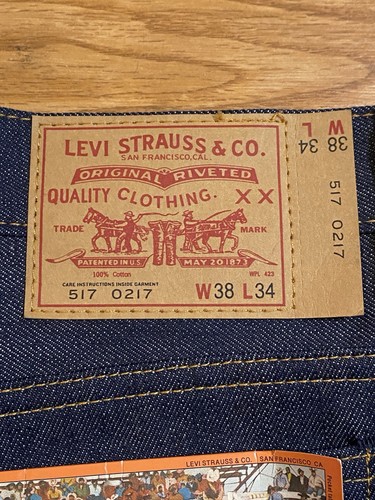 LEVI STRAUSS & CO.
SAN FRANCISCO, CAL.
ORIGINAL RIVETED
QUALITY CLOTHING. XX
TRADE MARK
PATENTED IN U.S. MAY 20 1873
100% Cotton WPL 423
CARE INSTRUCTIONS INSIDE GARMENT
517 0217 W38 L34
W L
38 34
517 0217
LEVI STRAUSS & CO. SAN FRANCISCO, CA.